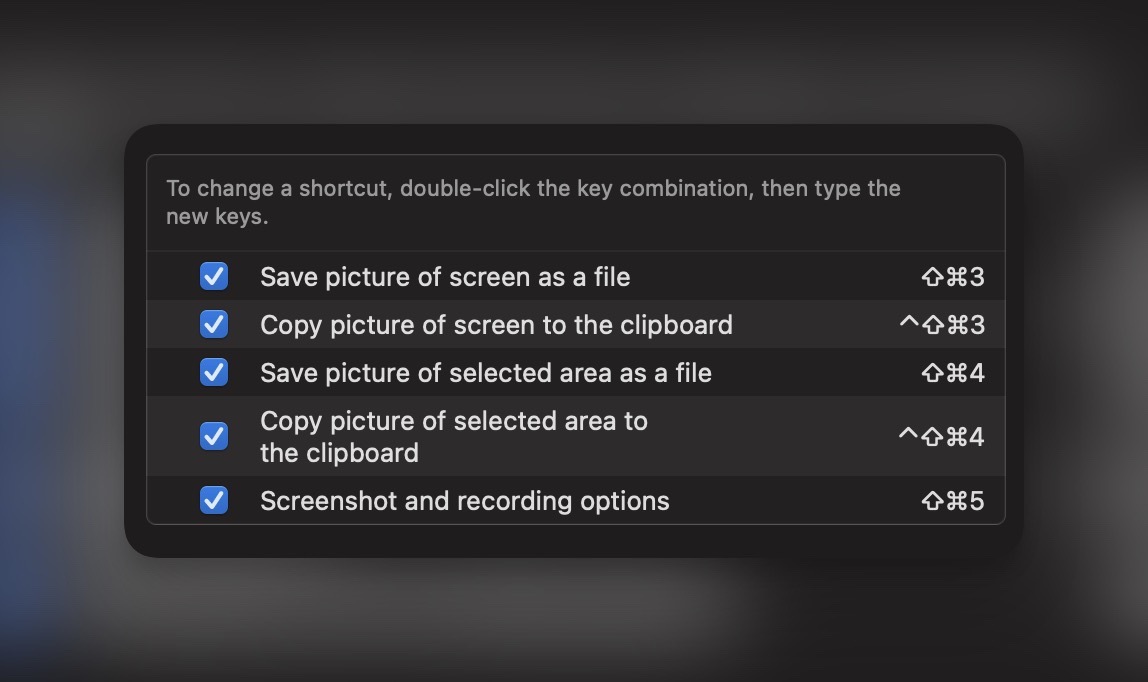 To change a shortcut, double-click the key combination, then type the
new keys.
Save picture of screen as a file ⇧⌘3
Copy picture of screen to the clipboard ^⇧⌘3
Save picture of selected area as a file ⇧⌘4
Copy picture of selected area to
the clipboard ^⇧⌘4
Screenshot and recording options ⇧⌘5